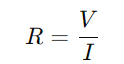 R = V/I